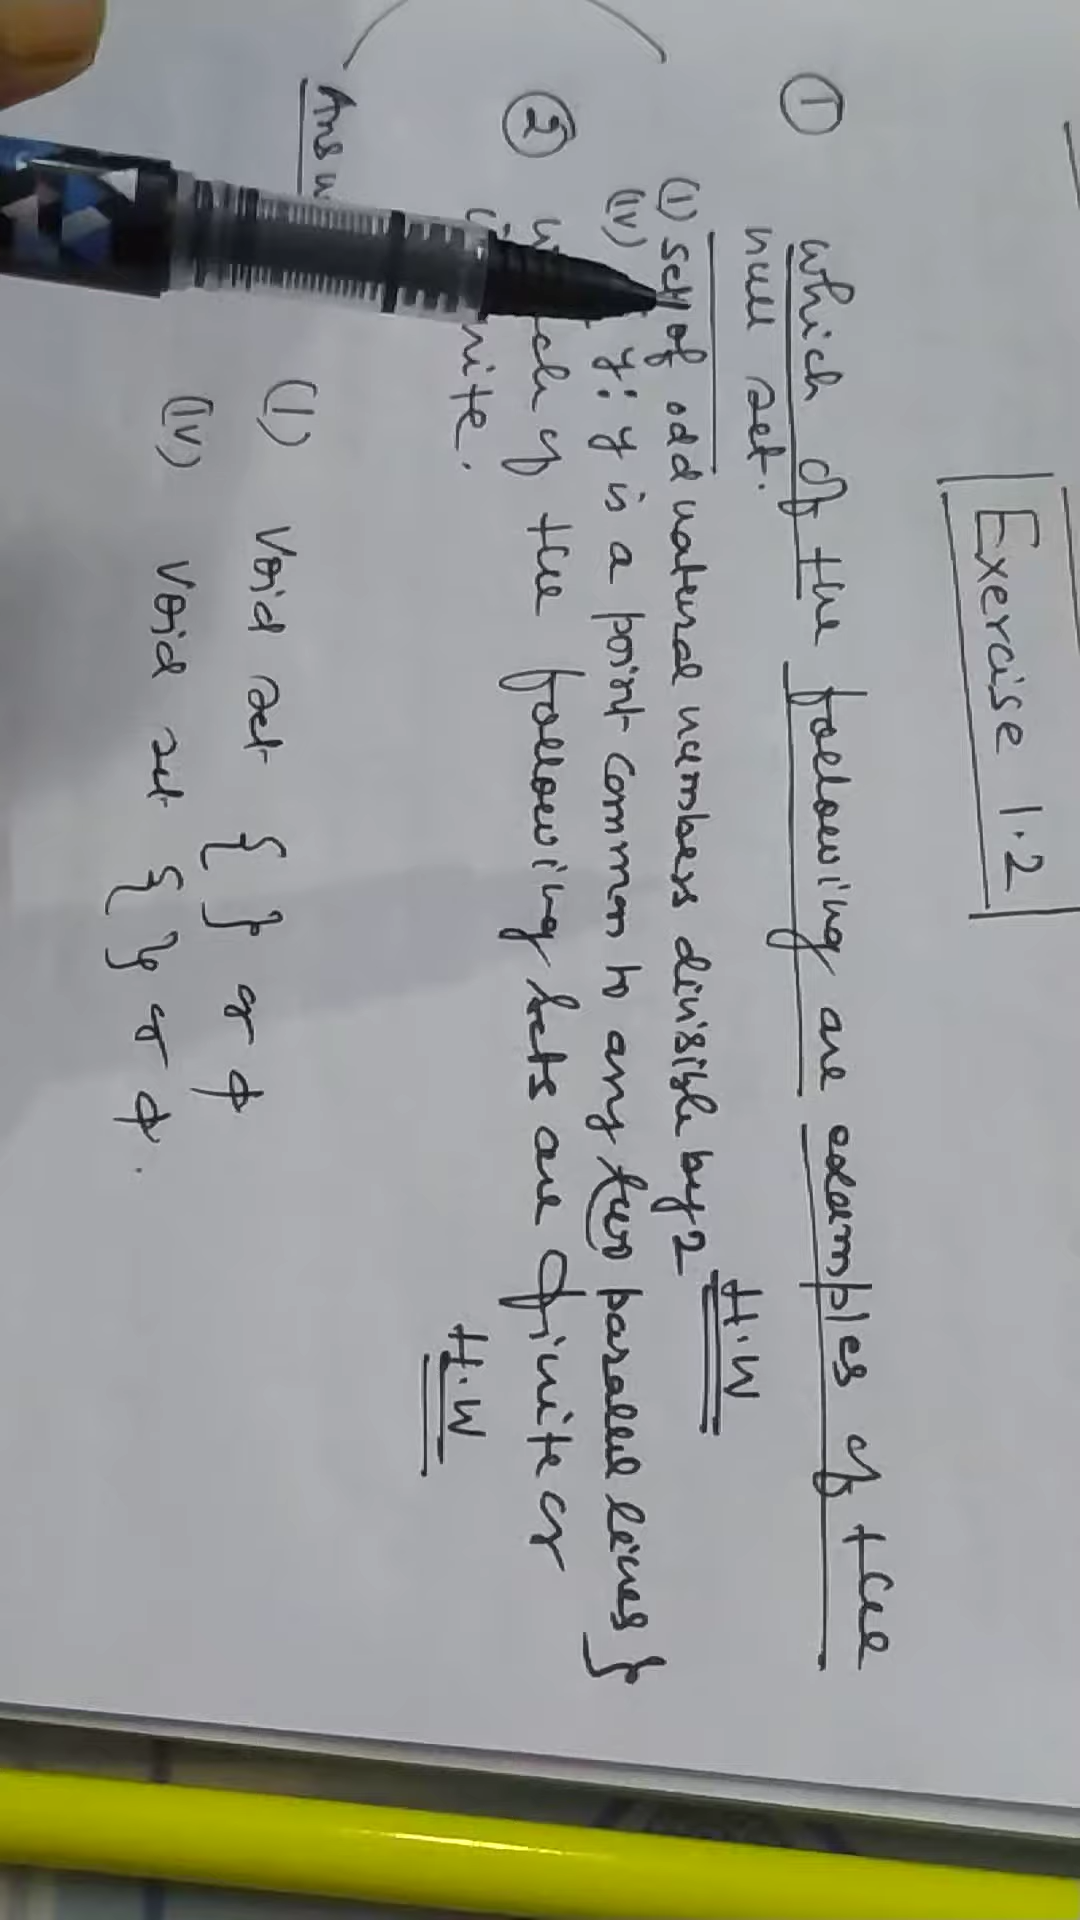 Exercise 1.2
① Which of the following are examples of the
null set.
H.W
(i) Set of odd natural numbers divisible by 2
(iv) y: y is a point common to any two parallel lines}
② which of the following sets are finite or
H.W
Ans
(i) Void set { } or φ
(iv) Void set { } or φ.